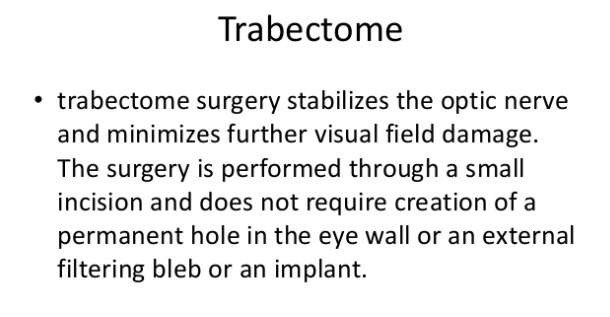 Trabectome
• trabectome surgery stabilizes the optic nerve
and minimizes further visual field damage.
The surgery is performed through a small
incision and does not require creation of a
permanent hole in the eye wall or an external
filtering bleb or an implant.